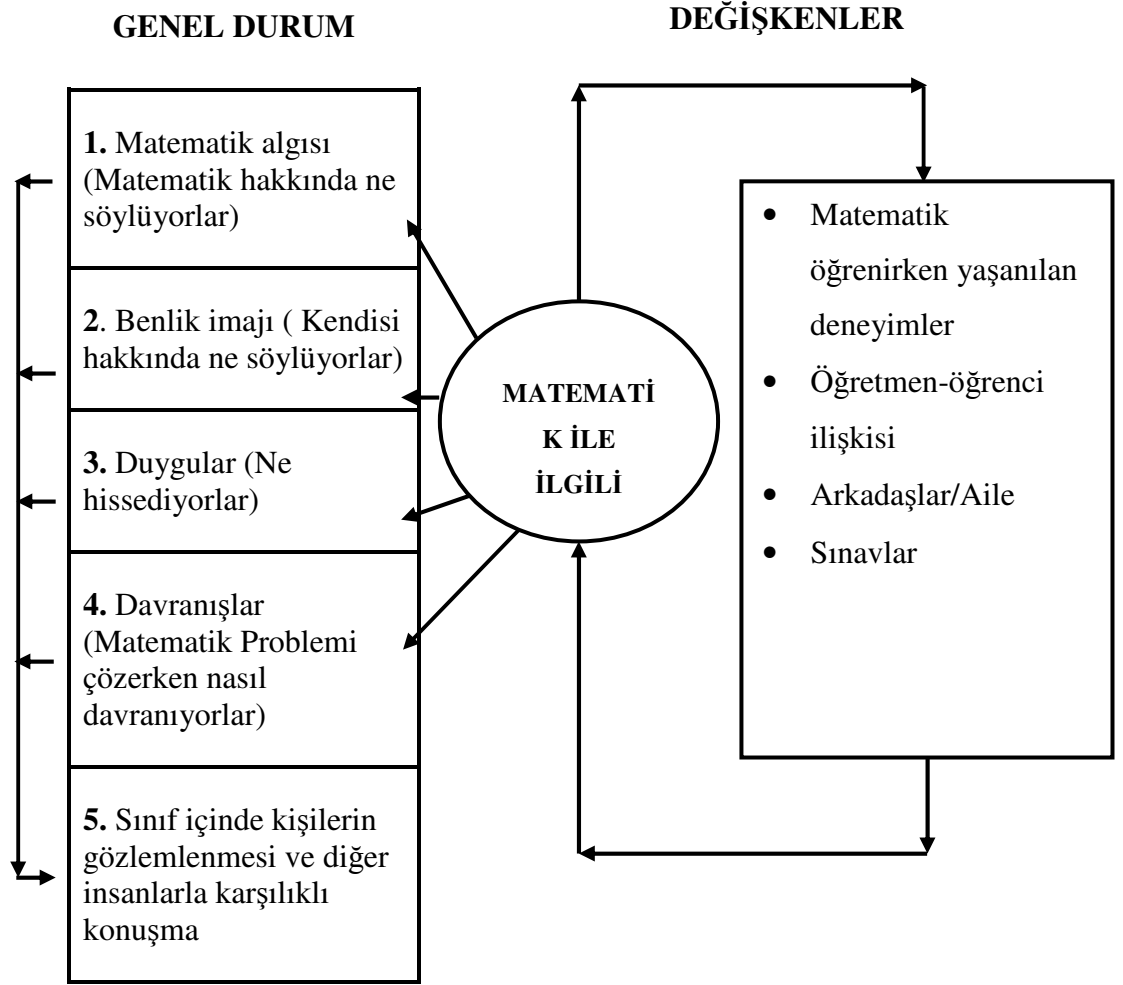 GENEL DURUM
DEĞİŞKENLER
1. Matematik algısı
(Matematik hakkında ne
söylüyorlar)
2. Benlik imajı ( Kendisi
hakkında ne söylüyorlar)
3. Duygular (Ne
hissediyorlar)
4. Davranışlar
(Matematik Problemi
çözerken nasıl
davranıyorlar)
5. Sınıf içinde kişilerin
gözlemlenmesi ve diğer
insanlarla karşılıklı
konuşma
MATEMATİ
K İLE
İLGİLİ
• Matematik
öğrenirken yaşanılan
deneyimler
• Öğretmen-öğrenci
ilişkisi
• Arkadaşlar/Aile
• Sınavlar